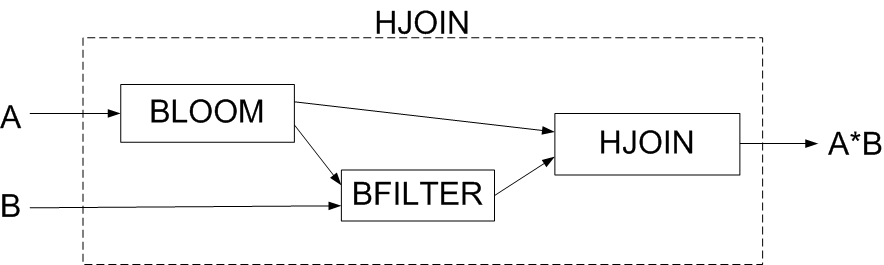 HJOIN
A
BLOOM
HJOIN
A*B
BFILTER
B